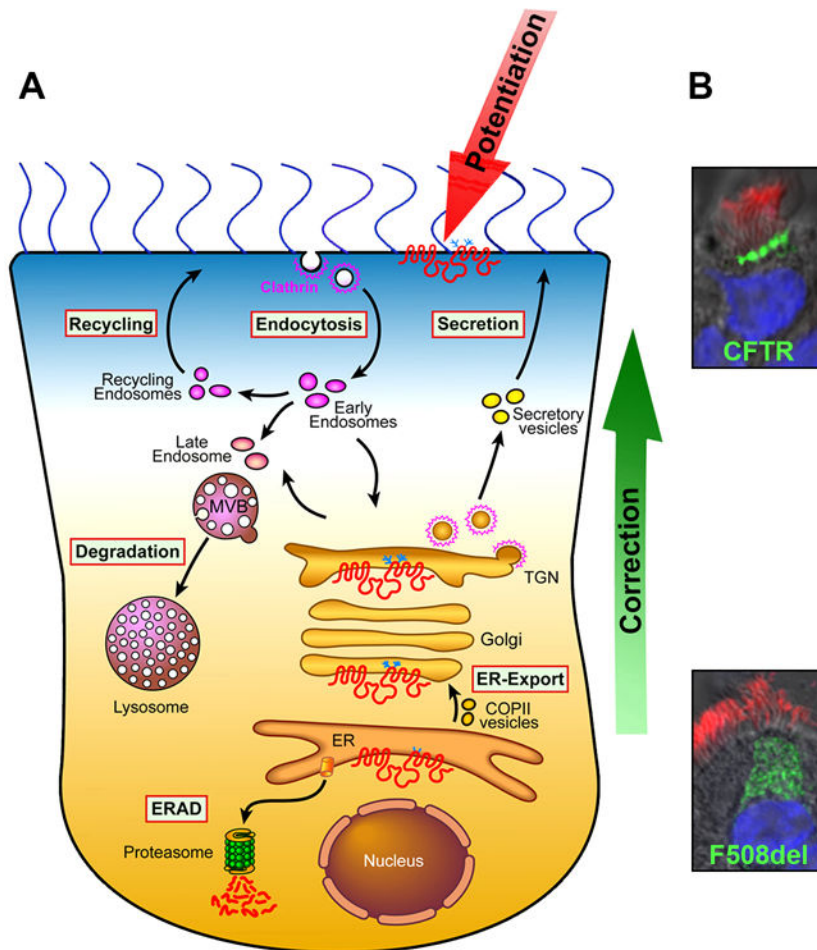 A
B
Potentiation
Clathrin
Recycling
Endocytosis
Secretion
CFTR
Recycling
Endosomes
Early
Endosomes
Secretory
vesicles
Late
Endosome
MVB
Degradation
TGN
Correction
Golgi
Lysosome
ER-Export
COPII
vesicles
ER
ERAD
Proteasome
Nucleus
F508del